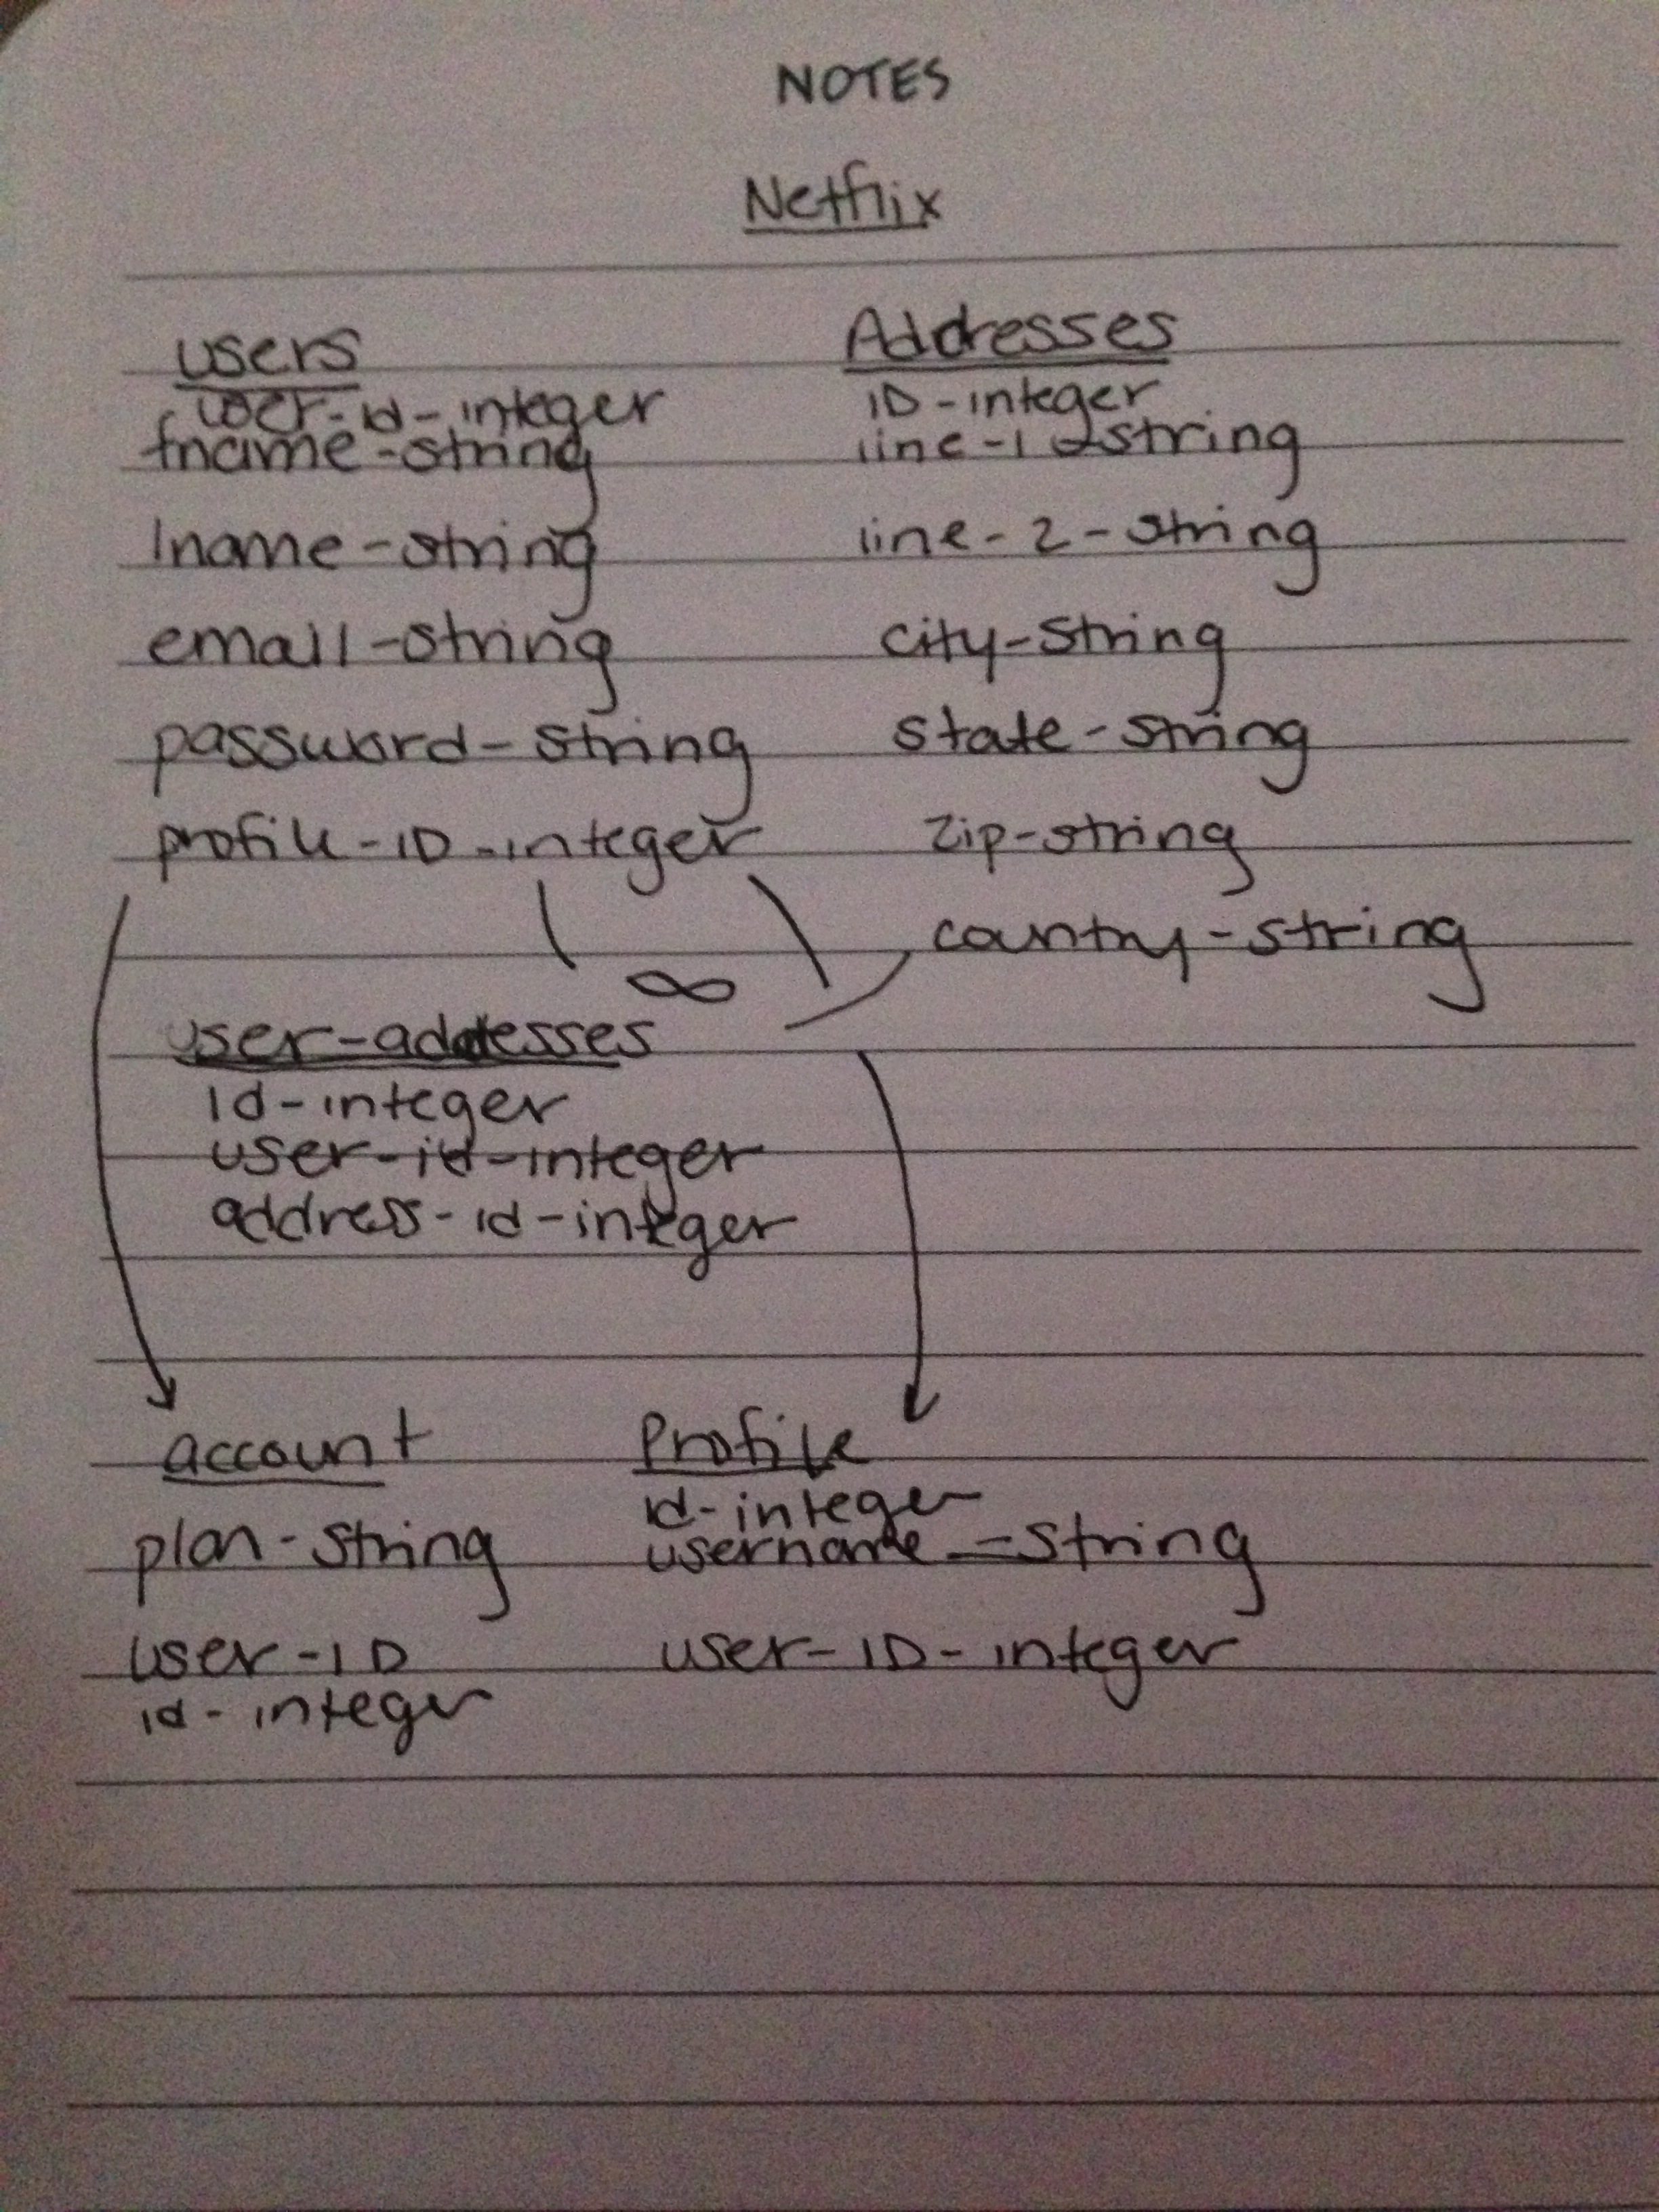 NOTES
Netflix
users
user-id-integer
fname-string
lname-string
email-string
password-string
profile-ID-integer
Addresses
ID-integer
line-1-string
line-2-string
city-string
state-string
zip-string
country-string
∞
user-addesses
id-integer
user-id-integer
address-id-integer
account
plan-string
user-ID
id-integer
Profile
id-integer
username-string
user-ID-integer